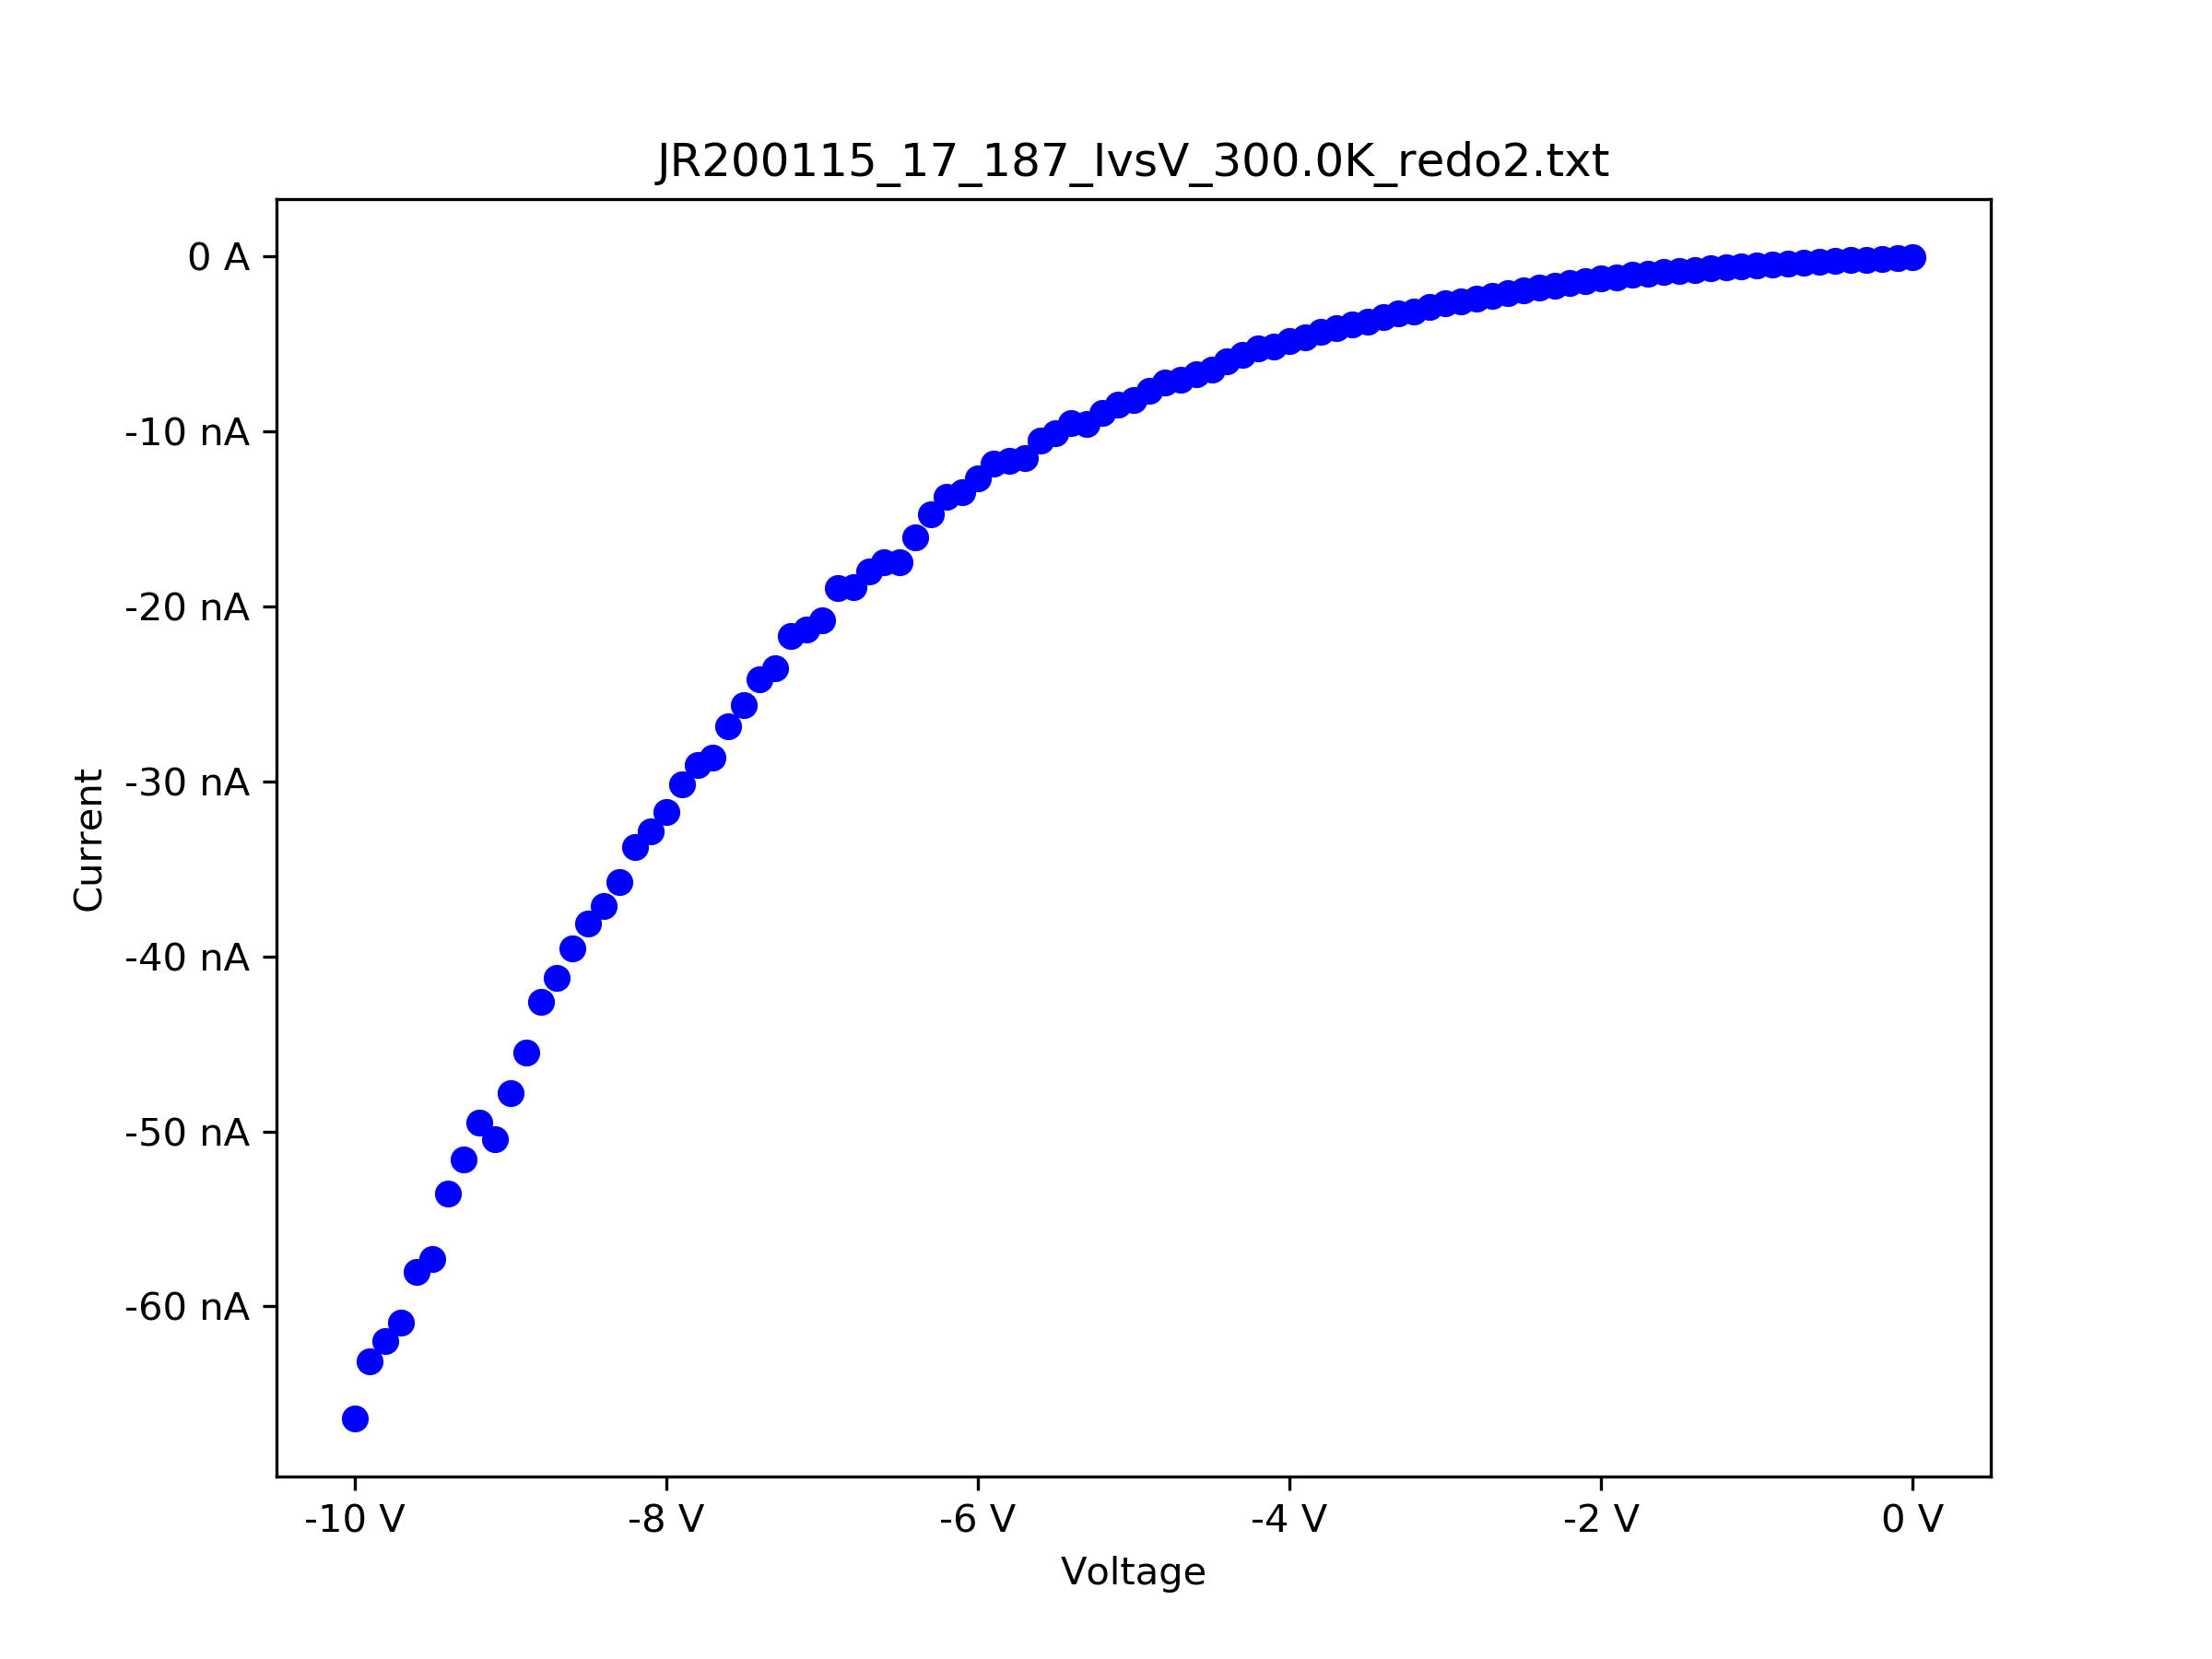 JR200115_17_187_IvsV_300.0K_redo2.txt
0 A
-10 nA
-20 nA
-30 nA
-40 nA
-50 nA
-60 nA
Current
-10 V -8 V -6 V -4 V -2 V 0 V
Voltage